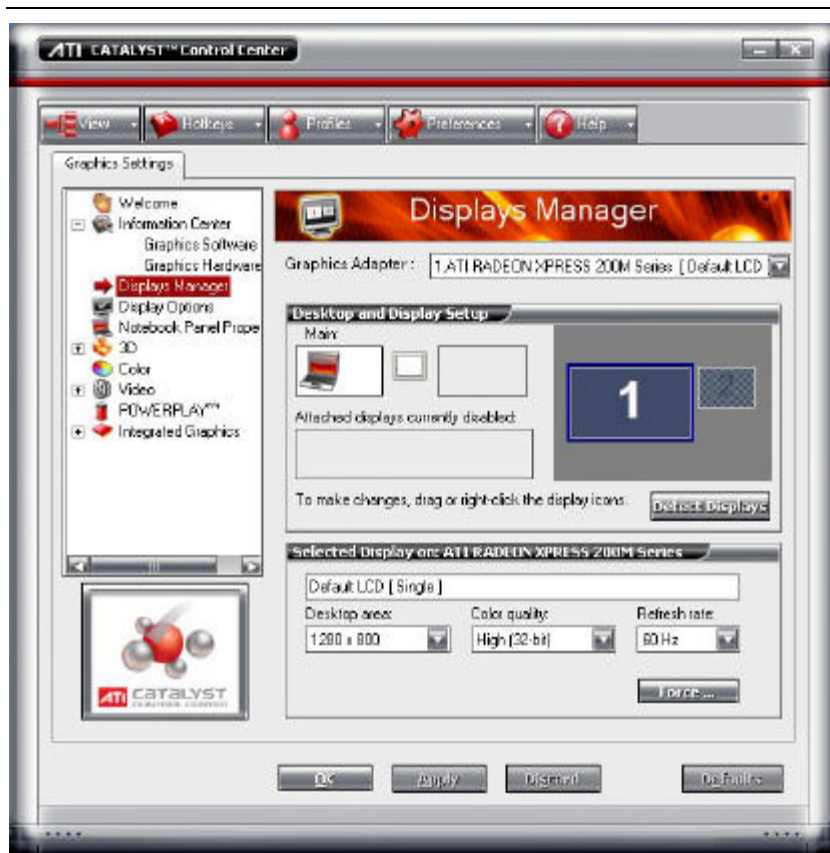 ATI CATALYST™ Control Center
View Hotkeys Profiles Preferences Help
Graphics Settings
Welcome
Information Center
Graphics Software
Graphics Hardware
Displays Manager
Display Options
Notebook Panel Prope
3D
Color
Video
POWERPLAY™
Integrated Graphics
Displays Manager
Graphics Adapter : 1.ATI RADEON XPRESS 200M Series [ Default LCD
Desktop and Display Setup
Main:
1
2
Attached displays currently disabled:
To make changes, drag or right-click the display icons.
Detect Displays
Selected Display on: ATI RADEON XPRESS 200M Series
Default LCD [ Single ]
Desktop area: Color quality: Refresh rate:
1280 x 800 High (32-bit) 60 Hz
Force ...
ATI CATALYST
CONTROL CENTER
OK Apply Discard Defaults